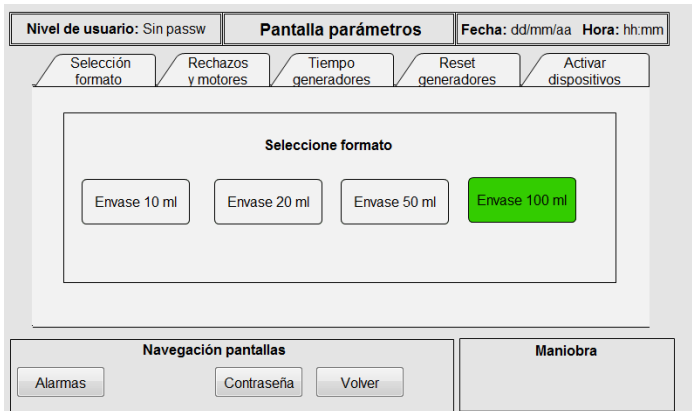 Nivel de usuario: Sin passw
Pantalla parámetros
Fecha: dd/mm/aa Hora: hh:mm
Selección
formato
Rechazos
y motores
Tiempo
generadores
Reset
generadores
Activar
dispositivos
Seleccione formato
Envase 10 ml
Envase 20 ml
Envase 50 ml
Envase 100 ml
Navegación pantallas
Maniobra
Alarmas
Contraseña
Volver